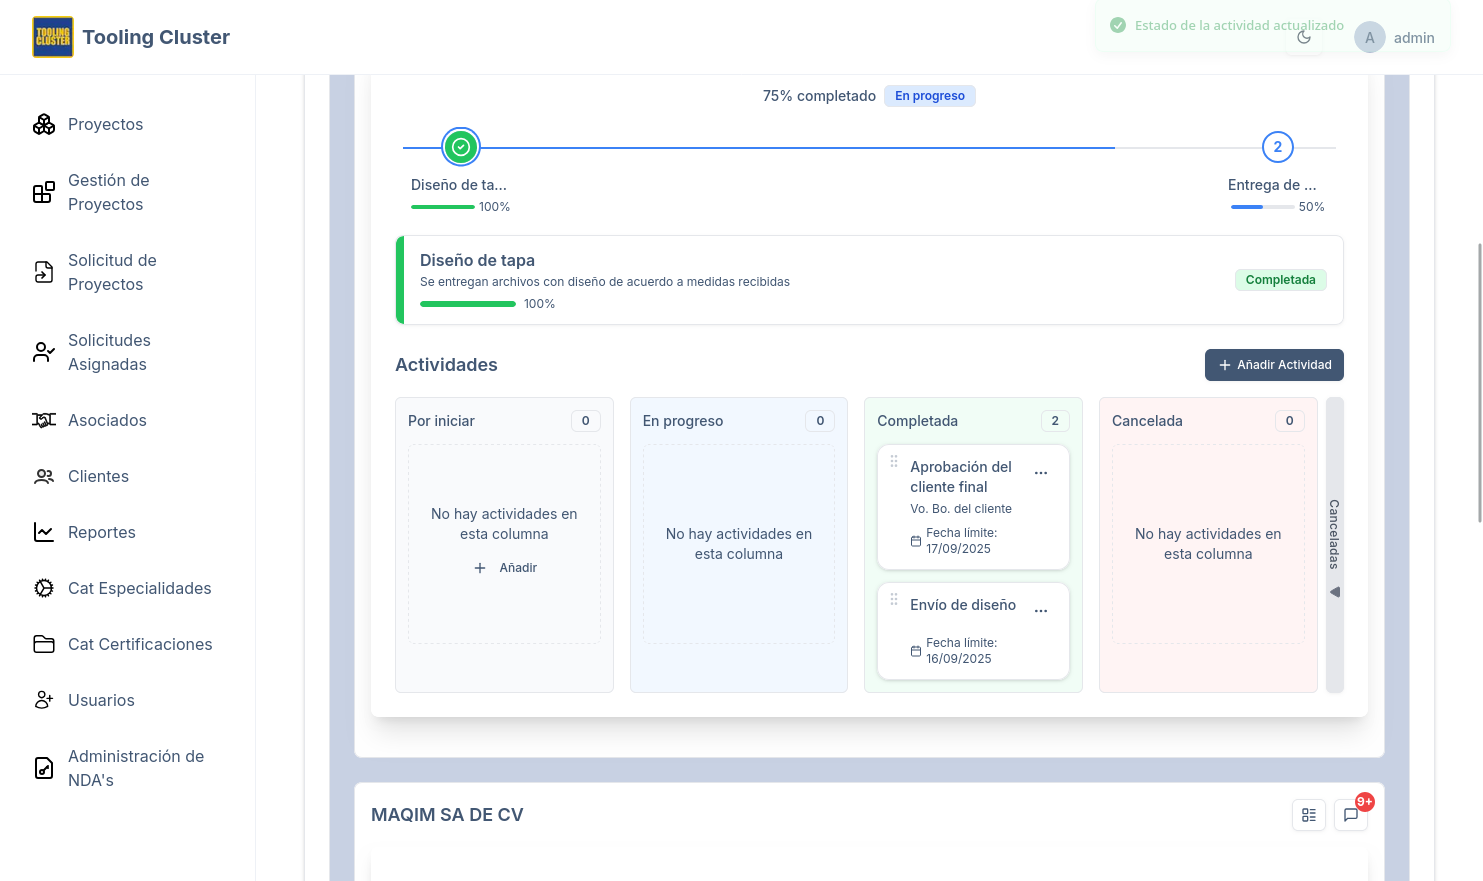 TOOLING
CLUSTER
Tooling Cluster
Estado de la actividad actualizado
A
admin
Proyectos
Gestión de
Proyectos
Solicitud de
Proyectos
Solicitudes
Asignadas
Asociados
Clientes
Reportes
Cat Especialidades
Cat Certificaciones
Usuarios
Administración de
NDA's
75% completado
En progreso
2
Diseño de ta...
100%
Entrega de ...
50%
Diseño de tapa
Se entregan archivos con diseño de acuerdo a medidas recibidas
100%
Completada
Actividades
Añadir Actividad
Por iniciar
0
No hay actividades en
esta columna
Añadir
En progreso
0
No hay actividades en
esta columna
Completada
2
Aprobación del
cliente final
Vo. Bo. del cliente
Fecha límite:
17/09/2025
Envío de diseño
Fecha límite:
16/09/2025
Cancelada
0
No hay actividades en
esta columna
Canceladas
MAQIM SA DE CV
9+